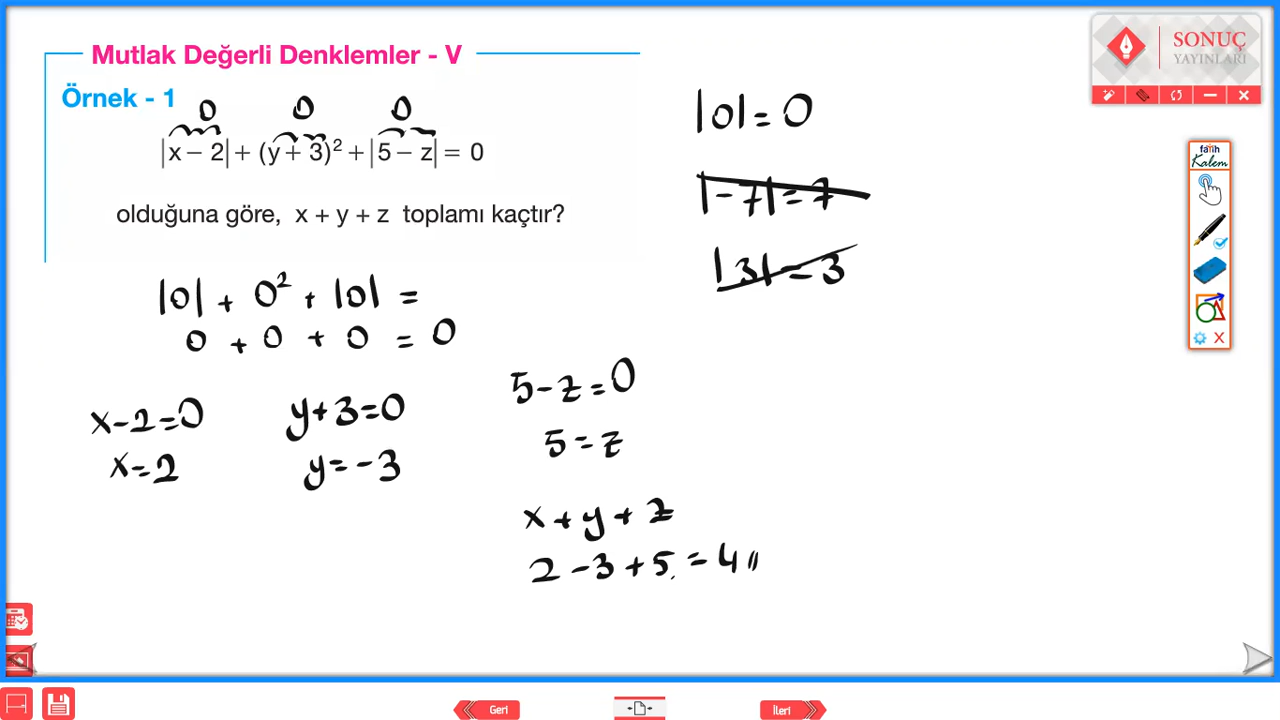 Mutlak Değerli Denklemler - V
SONUÇ
YAYINLARI
Örnek - 1
0 0 0
|x – 2| + (y + 3)² + |5 – z| = 0
olduğuna göre, x + y + z toplamı kaçtır?
|0| = 0
|-7| = 7
|3| = 3
fatih
Kalem
|0| + 0² + |0| =
0 + 0 + 0 = 0
x-2=0
x=2
y+3=0
y=-3
5-z=0
5=z
x+y+z
2-3+5=4
Geri
İleri